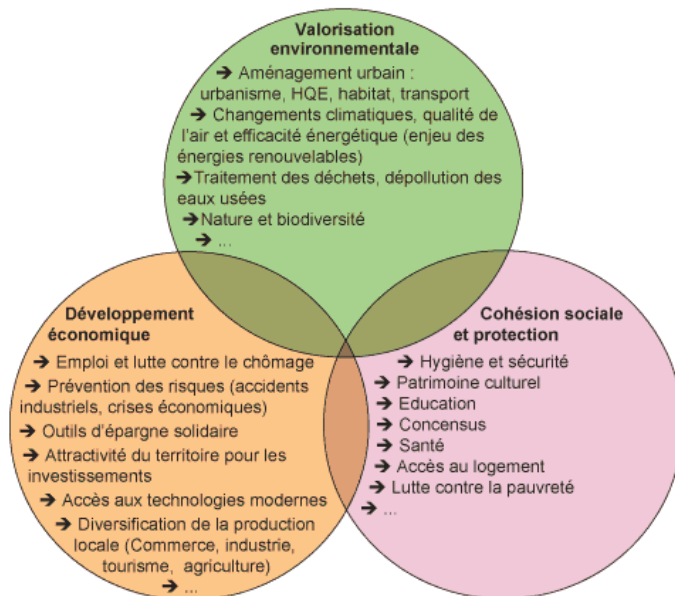 Valorisation
environnementale
➔ Aménagement urbain :
urbanisme, HQE, habitat, transport
➔ Changements climatiques, qualité de
l'air et efficacité énergétique (enjeu des
énergies renouvelables)
➔ Traitement des déchets, dépollution des
eaux usées
➔ Nature et biodiversité
➔ ...
Développement
économique
➔ Emploi et lutte contre le chômage
➔ Prévention des risques (accidents
industriels, crises économiques)
➔ Outils d'épargne solidaire
➔ Attractivité du territoire pour les
investissements
➔ Accès aux technologies modernes
➔ Diversification de la production
locale (Commerce, industrie,
tourisme, agriculture)
➔ ...
Cohésion sociale
et protection
➔ Hygiène et sécurité
➔ Patrimoine culturel
➔ Education
➔ Concensus
➔ Santé
➔ Accès au logement
➔ Lutte contre la pauvreté
➔ ...